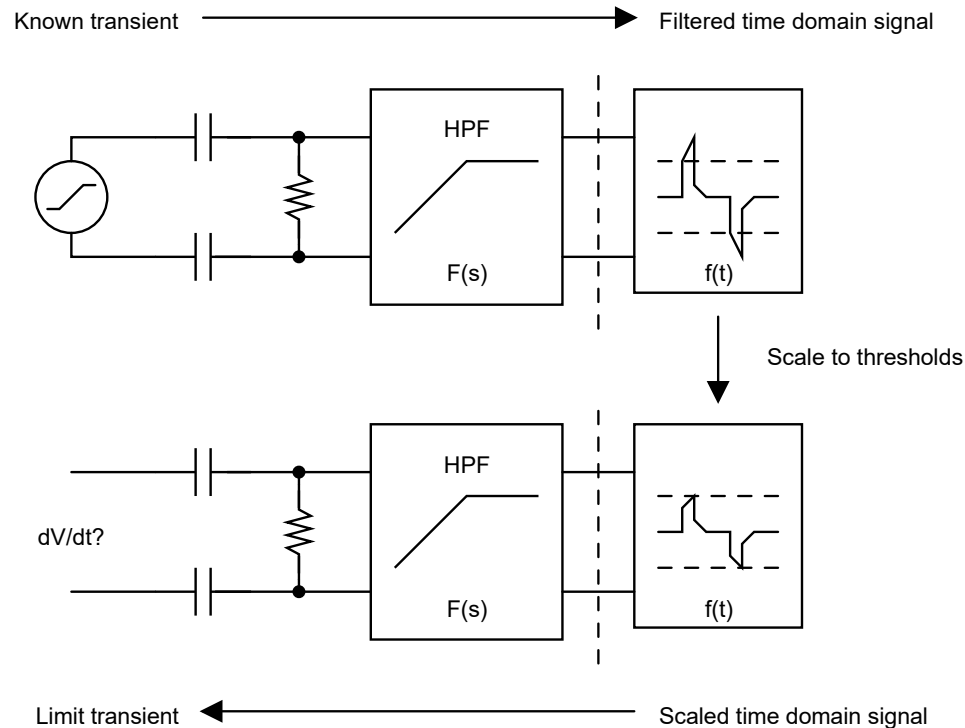 Known transient
Filtered time domain signal
HPF
F(s)
f(t)
Scale to thresholds
HPF
dV/dt?
F(s)
f(t)
Limit transient
Scaled time domain signal